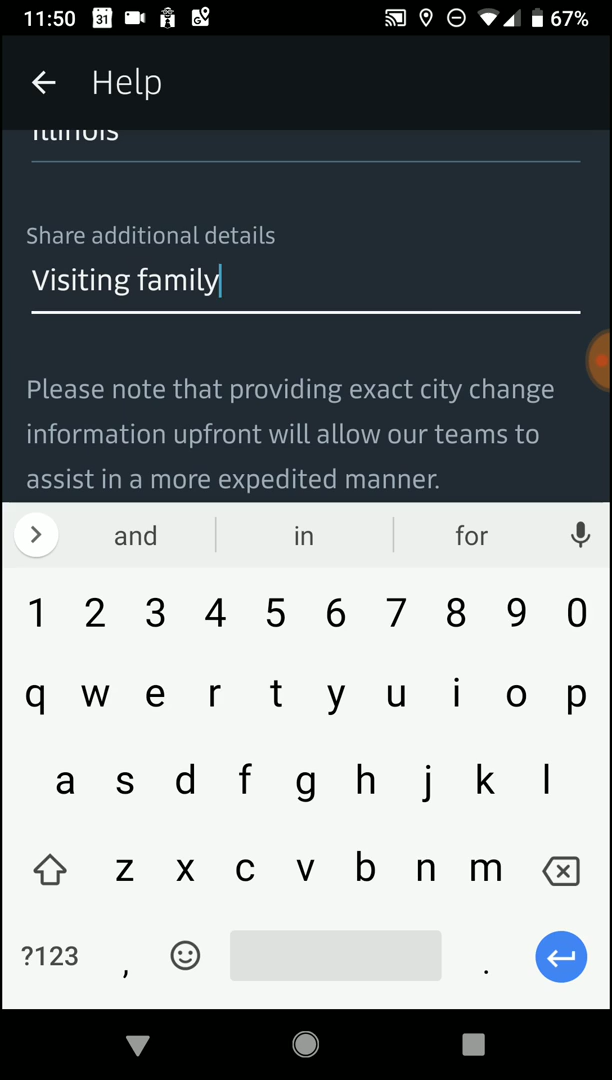 11:50 31 G 67%
Help
Illinois
Share additional details
Visiting family
Please note that providing exact city change
information upfront will allow our teams to
assist in a more expedited manner.
and in for
1 2 3 4 5 6 7 8 9 0
q w e r t y u i o p
a s d f g h j k l
z x c v b n m
?123 , .